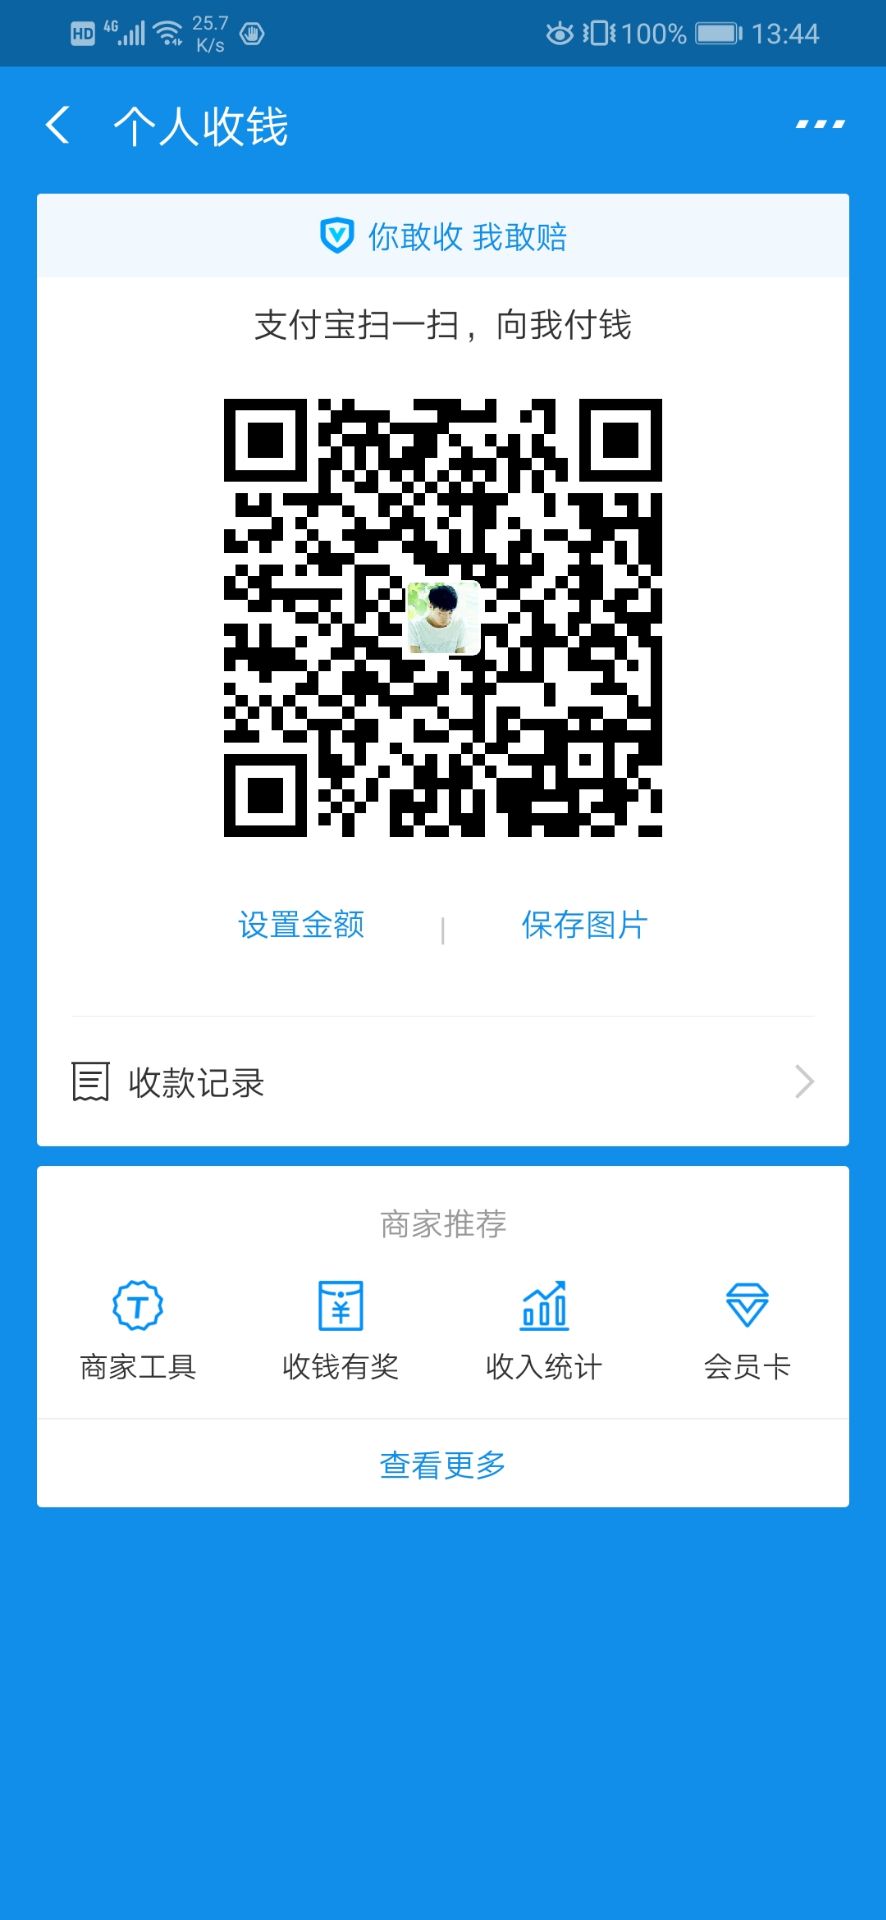 HD 4G 25.7 K/s 100% 13:44
个人收钱
你敢收 我敢赔
支付宝扫一扫，向我付钱
设置金额 | 保存图片
收款记录
商家推荐
商家工具 收钱有奖 收入统计 会员卡
查看更多